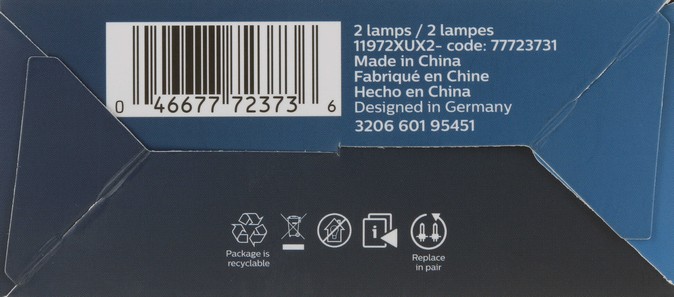 2 lamps / 2 lampes
11972XUX2- code: 77723731
Made in China
Fabriqué en Chine
Hecho en China
Designed in Germany
3206 601 95451
0 46677 72373 6
Package is
recyclable
i
Replace
in pair